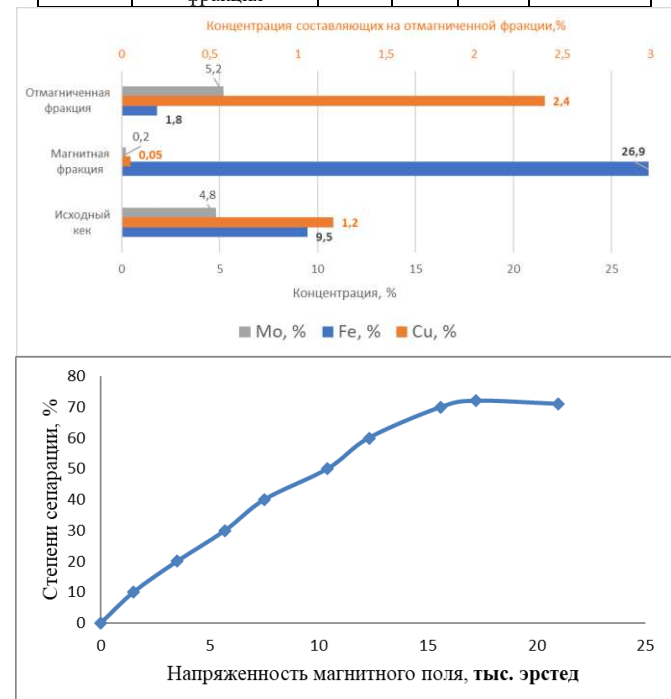 фракция
Концентрация составляющих на отмагниченной фракции,%
0 0,5 1 1,5 2 2,5 3
5,2
Отмагниченная
фракция
2,4
1,8
0,2
Магнитная
фракция
0,05
26,9
4,8
Исходный
кек
1,2
9,5
0 5 10 15 20 25
Концентрация, %
Mo, % Fe, % Cu, %
Степени сепарации, %
80
70
60
50
40
30
20
10
0
0 5 10 15 20 25
Напряженность магнитного поля, тыс. эрстед